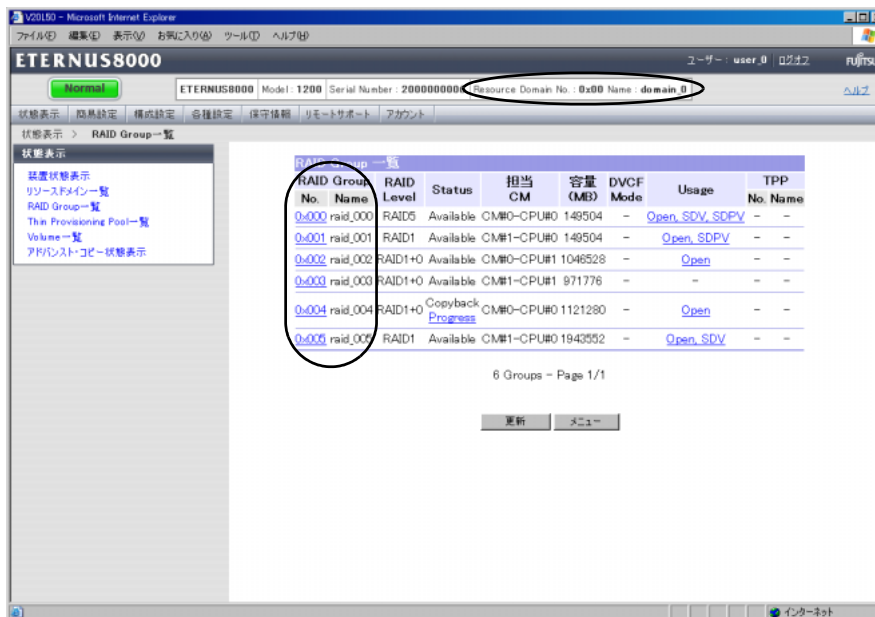 V20L50 - Microsoft Internet Explorer
ファイル(F) 編集(E) 表示(V) お気に入り(A) ツール(T) ヘルプ(H)
ETERNUS8000 ユーザー : user_0 ログオフ
Normal ETERNUS8000 Model : 1200 Serial Number : 2000000000 Resource Domain No. : 0x00 Name : domain_0 ヘルプ
状態表示 簡易設定 構成設定 各種設定 保守情報 リモートサポート アカウント
状態表示 > RAID Group一覧
状態表示
装置状態表示
リソースドメイン一覧
RAID Group一覧
Thin Provisioning Pool一覧
Volume一覧
アドバンスト・コピー状態表示
RAID Group 一覧
RAID Group RAID Level Status 担当 CM 容量 (MB) DVCF Mode Usage TPP
No. Name No. Name
0x000 raid_000 RAID5 Available CM#0-CPU#0 149504 - Open, SDV, SDPV - -
0x001 raid_001 RAID1 Available CM#1-CPU#0 149504 - Open, SDPV - -
0x002 raid_002 RAID1+0 Available CM#0-CPU#1 1046528 - Open - -
0x003 raid_003 RAID1+0 Available CM#1-CPU#1 971776 - - - -
0x004 raid_004 RAID1+0 Copyback Progress CM#0-CPU#0 1121280 - Open - -
0x005 raid_005 RAID1 Available CM#1-CPU#0 1943552 - Open, SDV - -
6 Groups - Page 1/1
更新 メニュー
インターネット